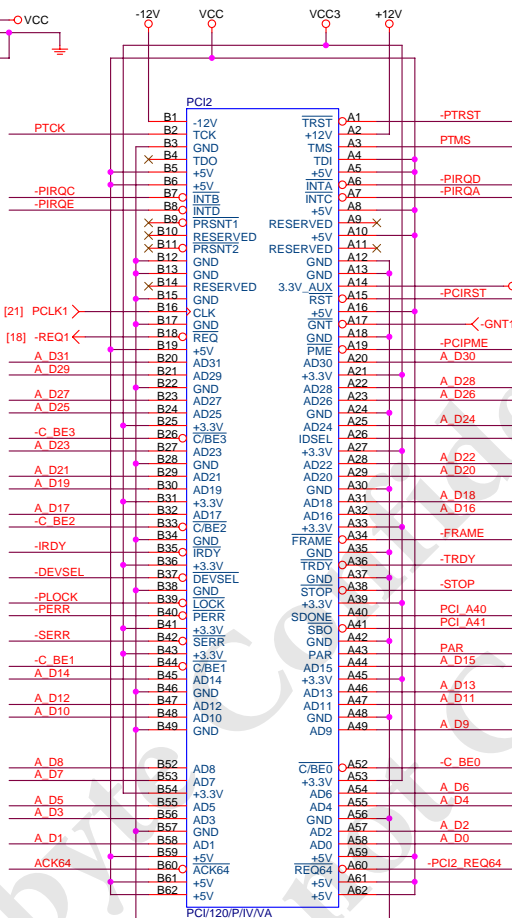 VCC
-12V VCC VCC3 +12V
PCI2
B1 -12V TRST A1 -PTRST
PTCK B2 TCK +12V A2
B3 GND TMS A3 PTMS
B4 TDO TDI A4
B5 +5V +5V A5
B6 +5V INTA A6 -PIRQD
-PIRQC B7 INTB INTC A7 -PIRQA
-PIRQE B8 INTD +5V A8
B9 PRSNT1 RESERVED A9
B10 RESERVED +5V A10
B11 PRSNT2 RESERVED A11
B12 GND GND A12
B13 GND GND A13
B14 RESERVED 3.3V_AUX A14
B15 GND RST A15 -PCIRST
[21] PCLK1 B16 CLK +5V A16
B17 GND GNT A17 -GNT1
[18] -REQ1 B18 REQ GND A18
B19 +5V PME A19 -PCIPME
A_D31 B20 AD31 AD30 A20 A_D30
A_D29 B21 AD29 +3.3V A21
B22 GND AD28 A22 A_D28
A_D27 B23 AD27 AD26 A23 A_D26
A_D25 B24 AD25 GND A24
B25 +3.3V AD24 A25 A_D24
-C_BE3 B26 C/BE3 IDSEL A26
A_D23 B27 AD23 +3.3V A27
B28 GND AD22 A28 A_D22
A_D21 B29 AD21 AD20 A29 A_D20
A_D19 B30 AD19 GND A30
B31 +3.3V AD18 A31 A_D18
A_D17 B32 AD17 AD16 A32 A_D16
-C_BE2 B33 C/BE2 +3.3V A33
B34 GND FRAME A34 -FRAME
-IRDY B35 IRDY GND A35
B36 +3.3V TRDY A36 -TRDY
-DEVSEL B37 DEVSEL GND A37
B38 GND STOP A38 -STOP
-PLOCK B39 LOCK +3.3V A39
-PERR B40 PERR SDONE A40 PCI_A40
B41 +3.3V SBO A41 PCI_A41
-SERR B42 SERR GND A42
B43 +3.3V PAR A43 PAR
-C_BE1 B44 C/BE1 AD15 A44 A_D15
A_D14 B45 AD14 +3.3V A45
B46 GND AD13 A46 A_D13
A_D12 B47 AD12 AD11 A47 A_D11
A_D10 B48 AD10 GND A48
B49 GND AD9 A49 A_D9
A_D8 B52 AD8 C/BE0 A52 -C_BE0
A_D7 B53 AD7 +3.3V A53
B54 +3.3V AD6 A54 A_D6
A_D5 B55 AD5 AD4 A55 A_D4
A_D3 B56 AD3 GND A56
B57 GND AD2 A57 A_D2
A_D1 B58 AD1 AD0 A58 A_D0
B59 +5V +5V A59
ACK64 B60 ACK64 REQ64 A60 -PCI2_REQ64
B61 +5V +5V A61
B62 +5V +5V A62
PCI/120/P/IV/VA